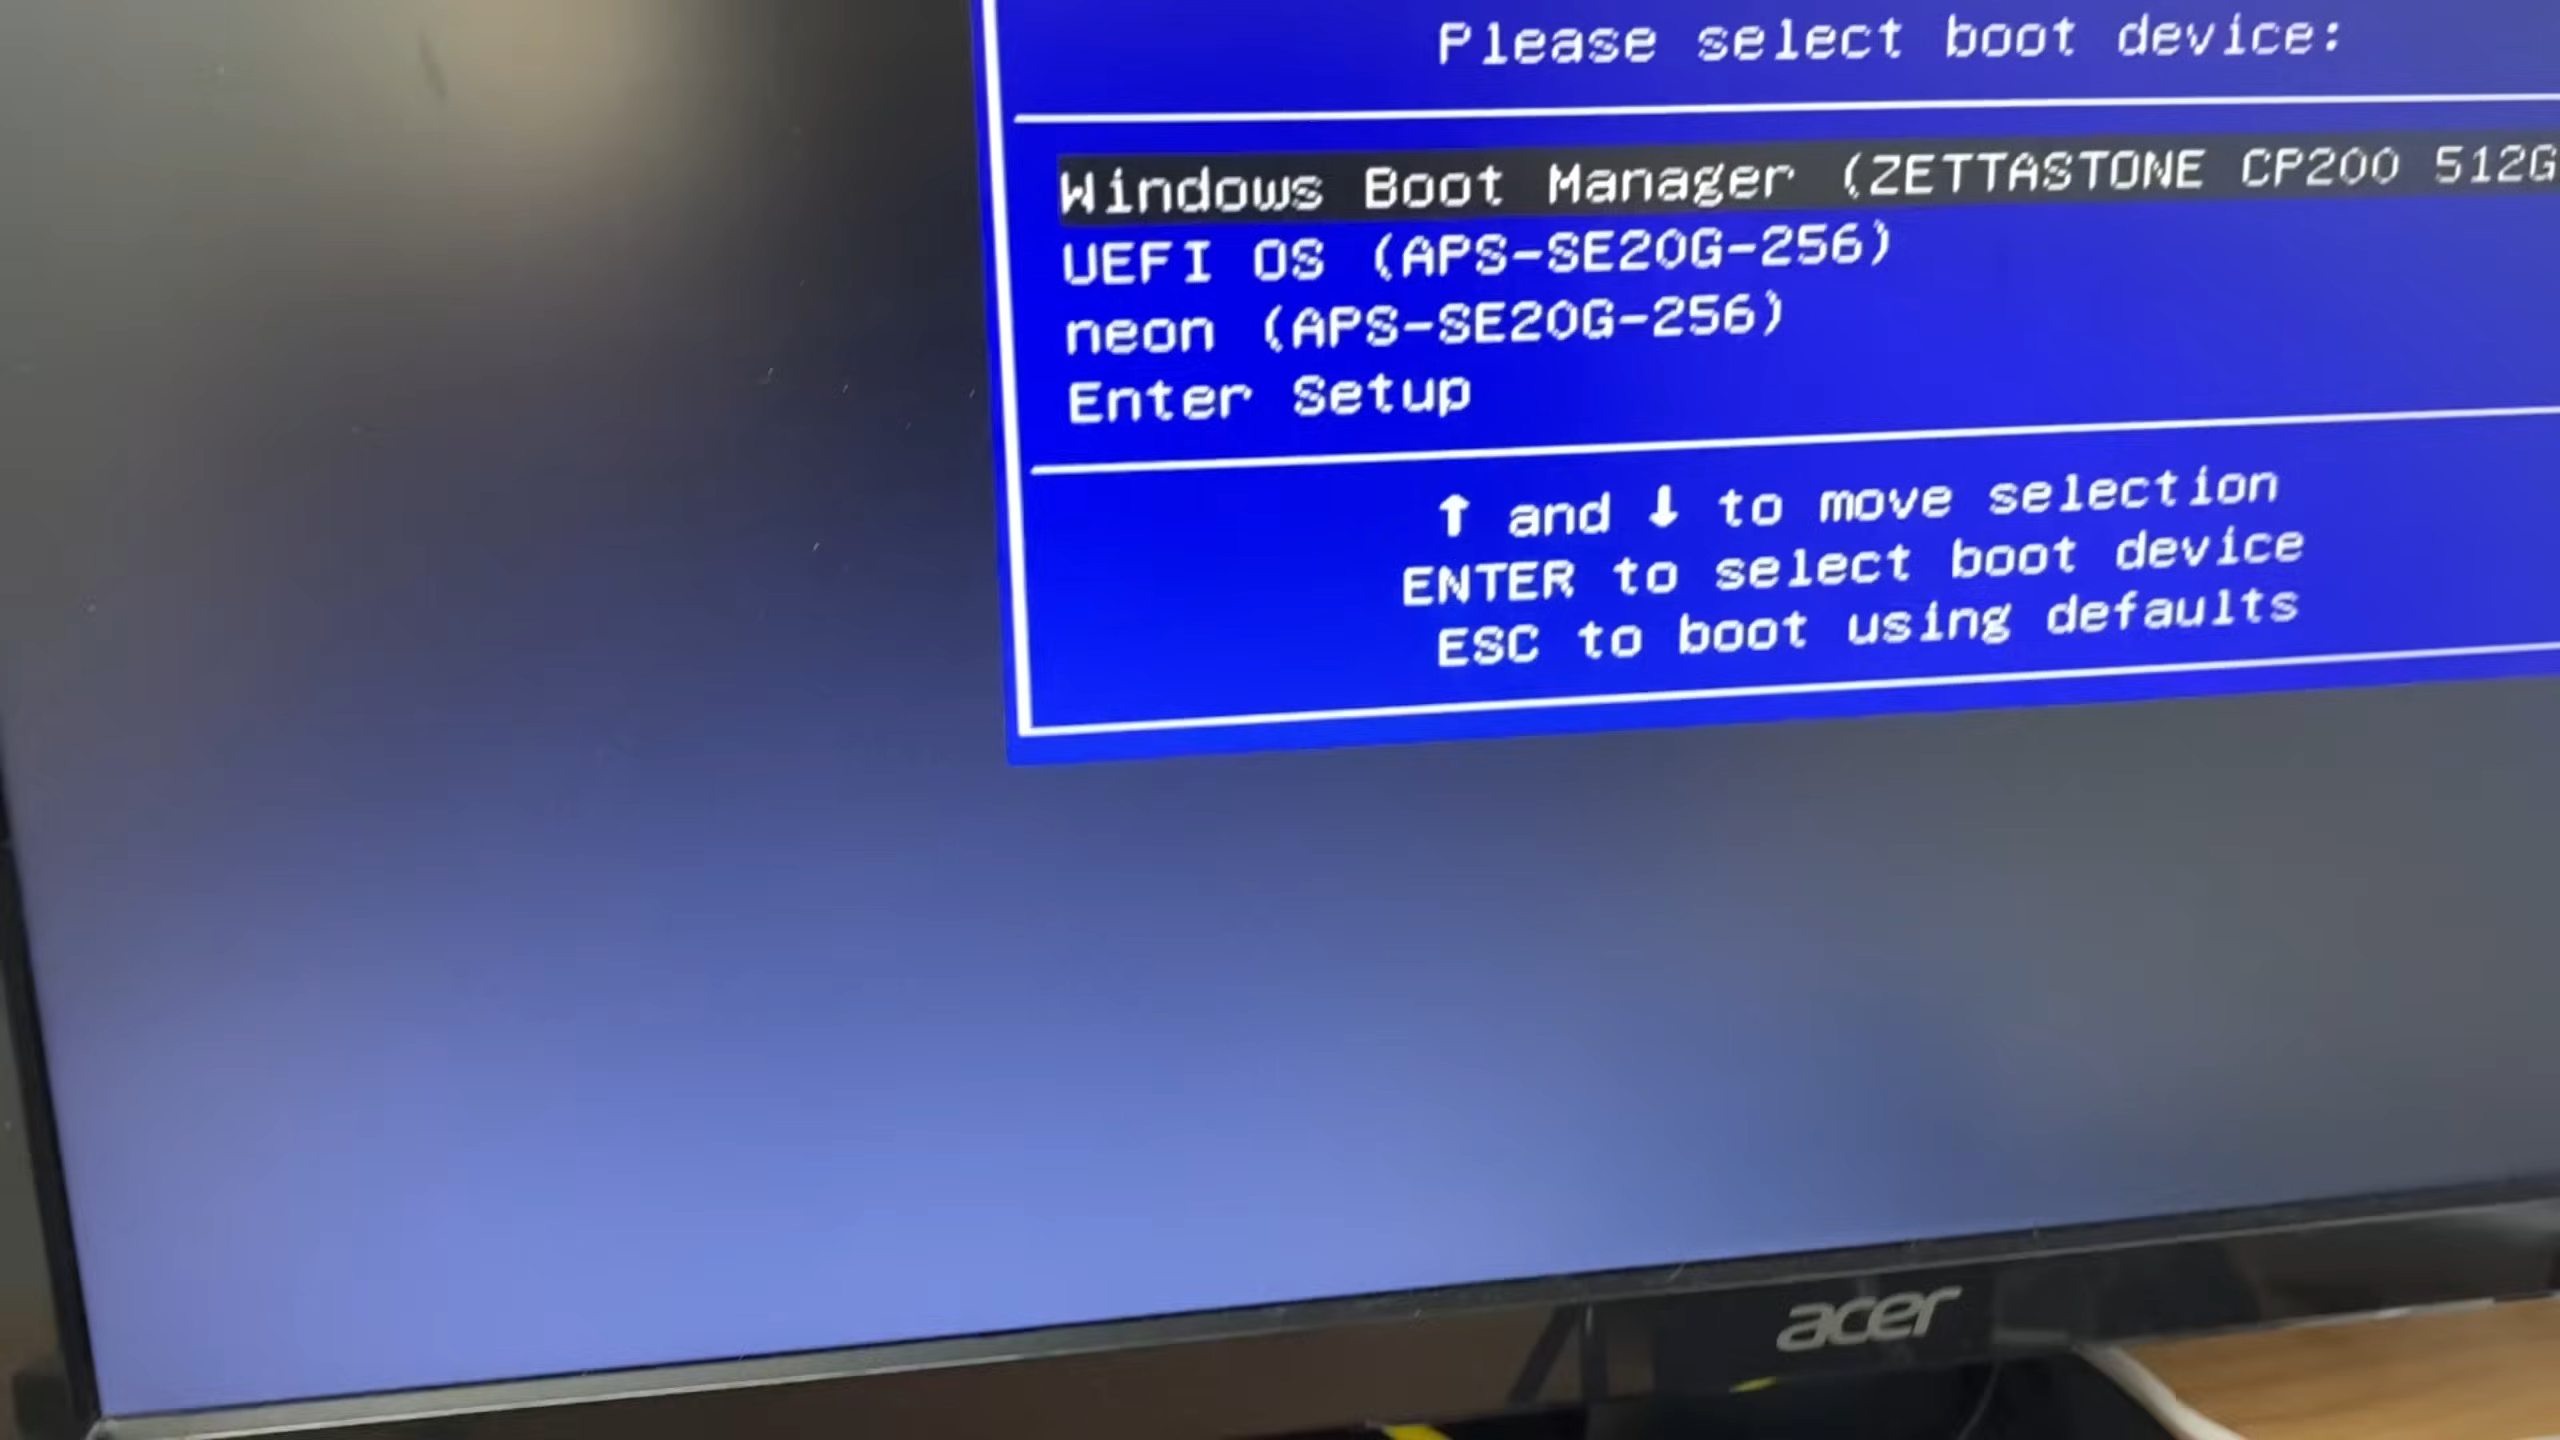 Please select boot device:
Windows Boot Manager (ZETTASTONE CP200 512G
UEFI OS (APS-SE20G-256)
neon (APS-SE20G-256)
Enter Setup
↑ and ↓ to move selection
ENTER to select boot device
ESC to boot using defaults
acer